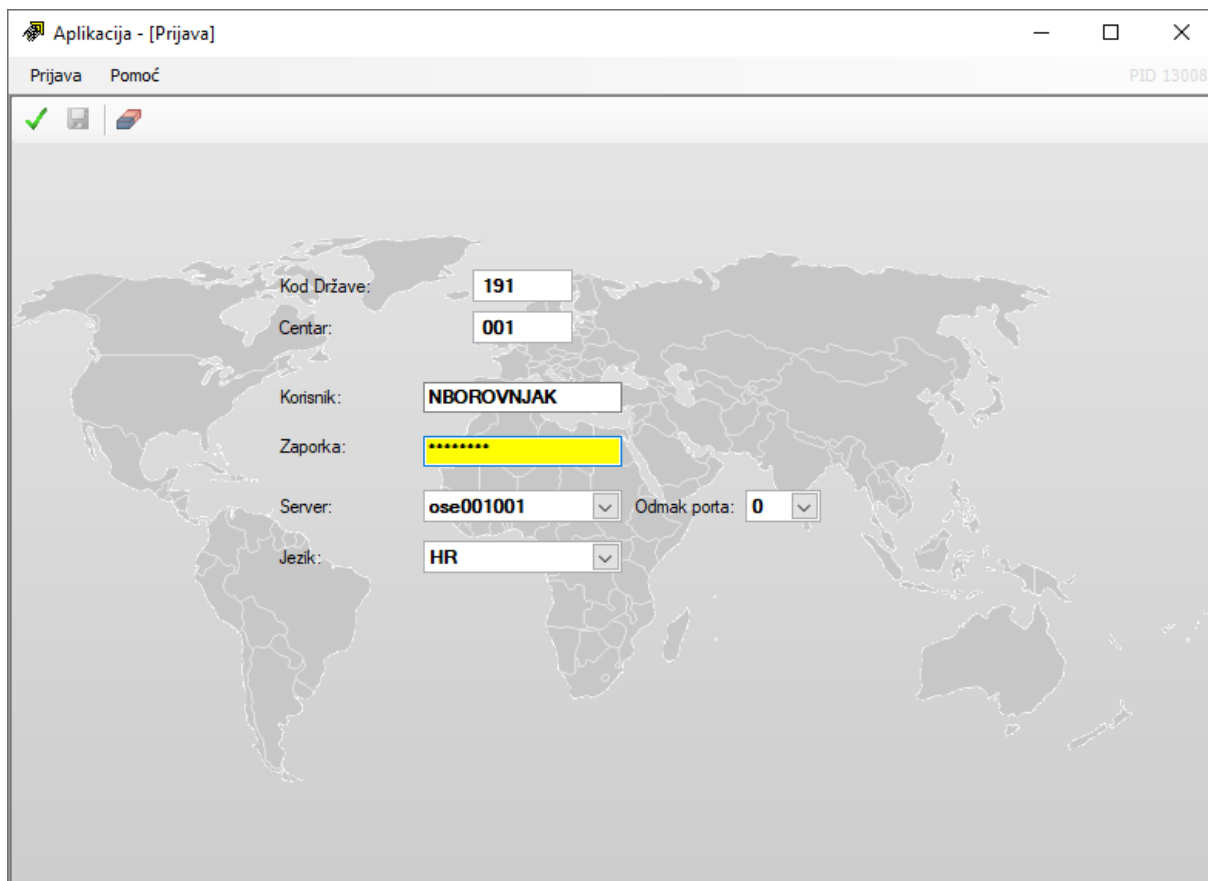 Aplikacija - [Prijava]
Prijava Pomoć PID 13008
Kod Države: 191
Centar: 001
Korisnik: NBOROVNJAK
Zaporka: ********
Server: ose001001 Odmak porta: 0
Jezik: HR